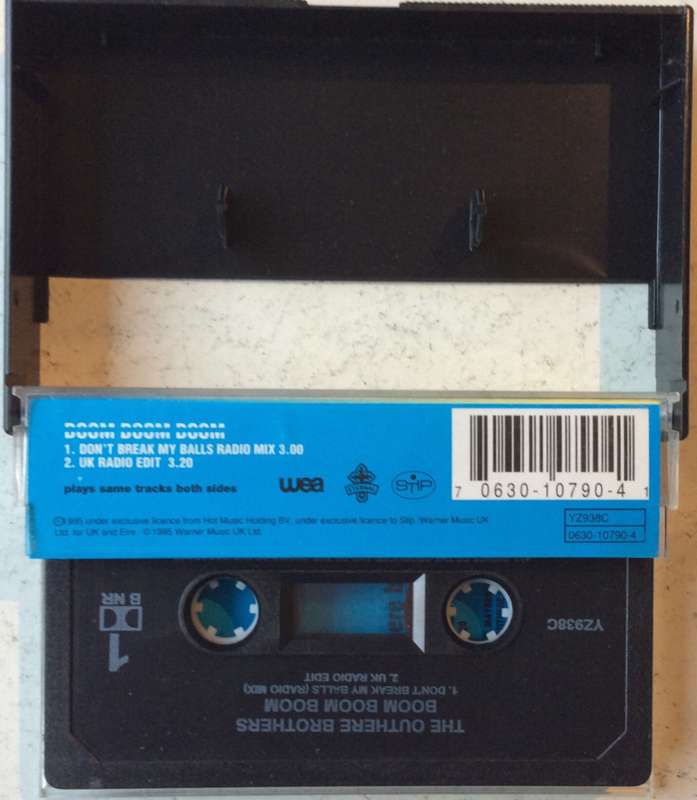 BOOM BOOM BOOM
1. DON'T BREAK MY BALLS RADIO MIX 3.00
2. UK RADIO EDIT 3.20
plays same tracks both sides
wea
ETERNAL
StIP
7 0630-10790-4 1
℗1995 under exclusive licence from Hot Music Holding BV, under exclusive licence to Stip /Warner Music UK
Ltd. for UK and Eire. © 1995 Warner Music UK Ltd.
YZ938C
0630-10790-4
1
B NR
YZ938C
THE OUTHERE BROTHERS
BOOM BOOM BOOM
1. DON'T BREAK MY BALLS (RADIO MIX)
2. UK RADIO EDIT